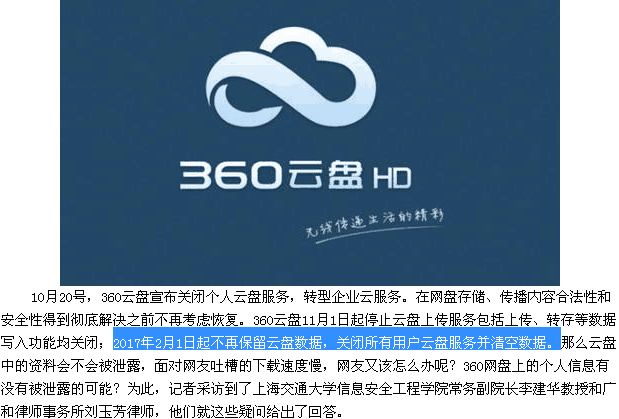 360云盘 HD
无线传递生活的精彩
10月20号，360云盘宣布关闭个人云盘服务，转型企业云服务。在网盘存储、传播内容合法性和
安全性得到彻底解决之前不再考虑恢复。360云盘11月1日起停止云盘上传服务包括上传、转存等数据
写入功能均关闭；2017年2月1日起不再保留云盘数据，关闭所有用户云盘服务并清空数据。那么云盘
中的资料会不会被泄露，面对网友吐槽的下载速度慢，网友又该怎么办呢？360网盘上的个人信息有
没有被泄露的可能？为此，记者采访到了上海交通大学信息安全工程学院常务副院长李建华教授和广
和律师事务所刘玉芳律师，他们就这些疑问给出了回答。